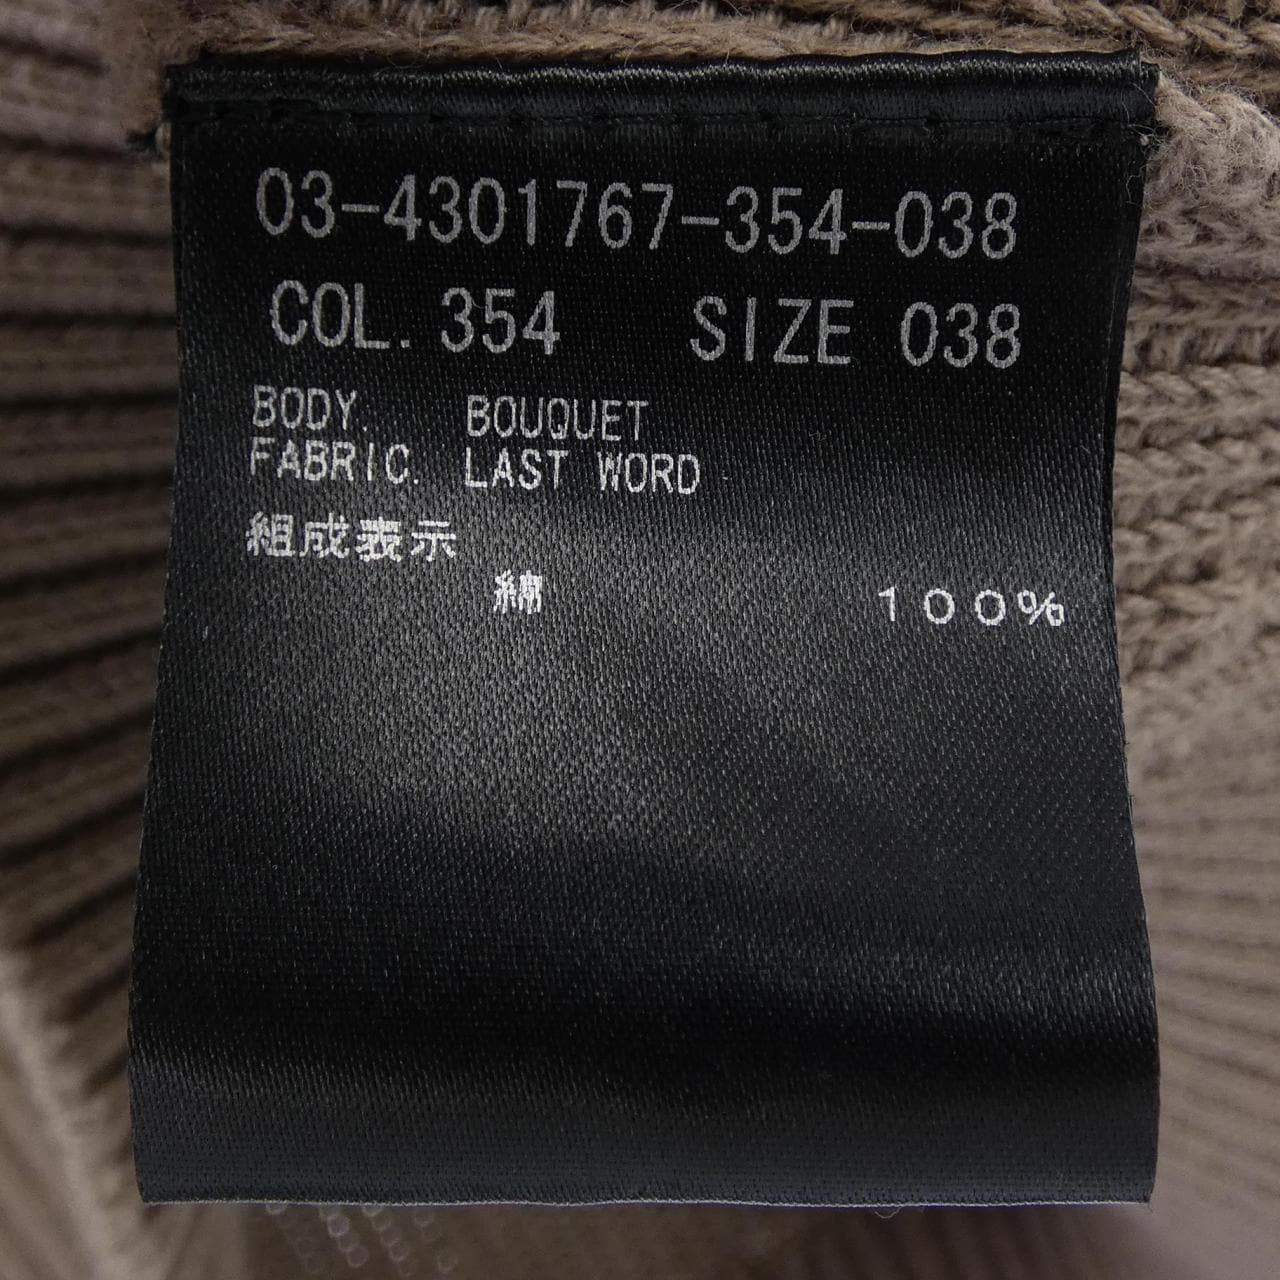 03-4301767-354-038
COL. 354 SIZE 038
BODY. BOUQUET
FABRIC. LAST WORD
組成表示
綿 100%